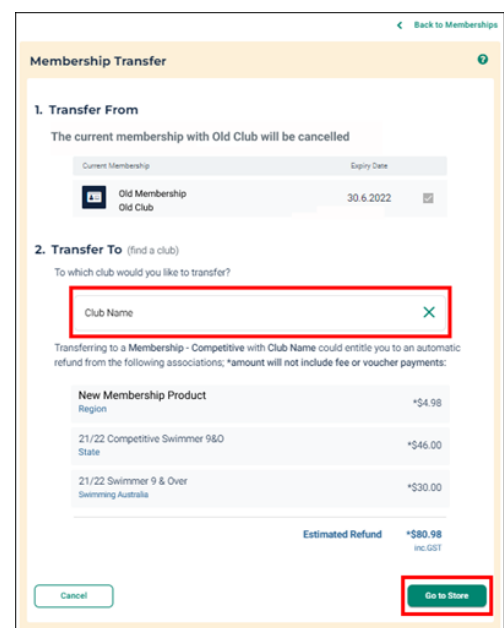 Back to Memberships
Membership Transfer
?
1. Transfer From
The current membership with Old Club will be cancelled
Current Membership Expiry Date
Old Membership
Old Club
30.6.2022
2. Transfer To (find a club)
To which club would you like to transfer?
Club Name
Transferring to a Membership - Competitive with Club Name could entitle you to an automatic
refund from the following associations; *amount will not include fee or voucher payments:
New Membership Product
Region
*$4.98
21/22 Competitive Swimmer 9&O
State
*$46.00
21/22 Swimmer 9 & Over
Swimming Australia
*$30.00
Estimated Refund *$80.98
inc.GST
Cancel Go to Store